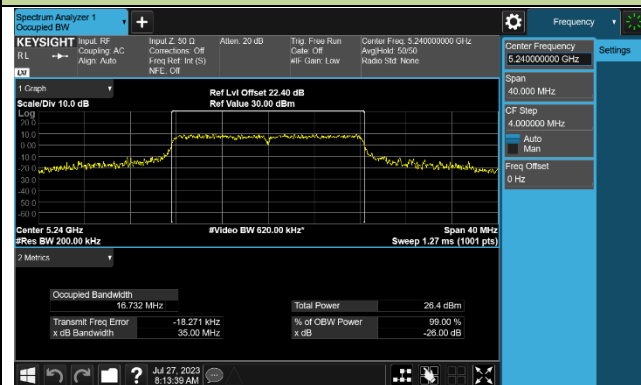 Spectrum Analyzer 1
Occupied BW
Frequency
KEYSIGHT
RL
LXI
Input: RF
Coupling: AC
Align: Auto
Input Z: 50 Ω
Corrections: Off
Freq Ref: Int (S)
NFE: Off
Atten: 20 dB
Trig: Free Run
Gate: Off
#IF Gain: Low
Center Freq: 5.240000000 GHz
Avg|Hold: 50/50
Radio Std: None
Center Frequency
5.240000000 GHz
Settings
Span
40.000 MHz
CF Step
4.000000 MHz
Auto
Man
Freq Offset
0 Hz
1 Graph
Scale/Div 10.0 dB
Ref Lvl Offset 22.40 dB
Ref Value 30.00 dBm
Log
20.0
10.0
0.00
-10.0
-20.0
-30.0
-40.0
-50.0
-60.0
Center 5.24 GHz
#Res BW 200.00 kHz
#Video BW 620.00 kHz*
Span 40 MHz
Sweep 1.27 ms (1001 pts)
2 Metrics
Occupied Bandwidth
16.732 MHz
Total Power 26.4 dBm
Transmit Freq Error -18.271 kHz
% of OBW Power 99.00 %
x dB Bandwidth 35.00 MHz
x dB -26.00 dB
?
Jul 27, 2023
8:13:39 AM